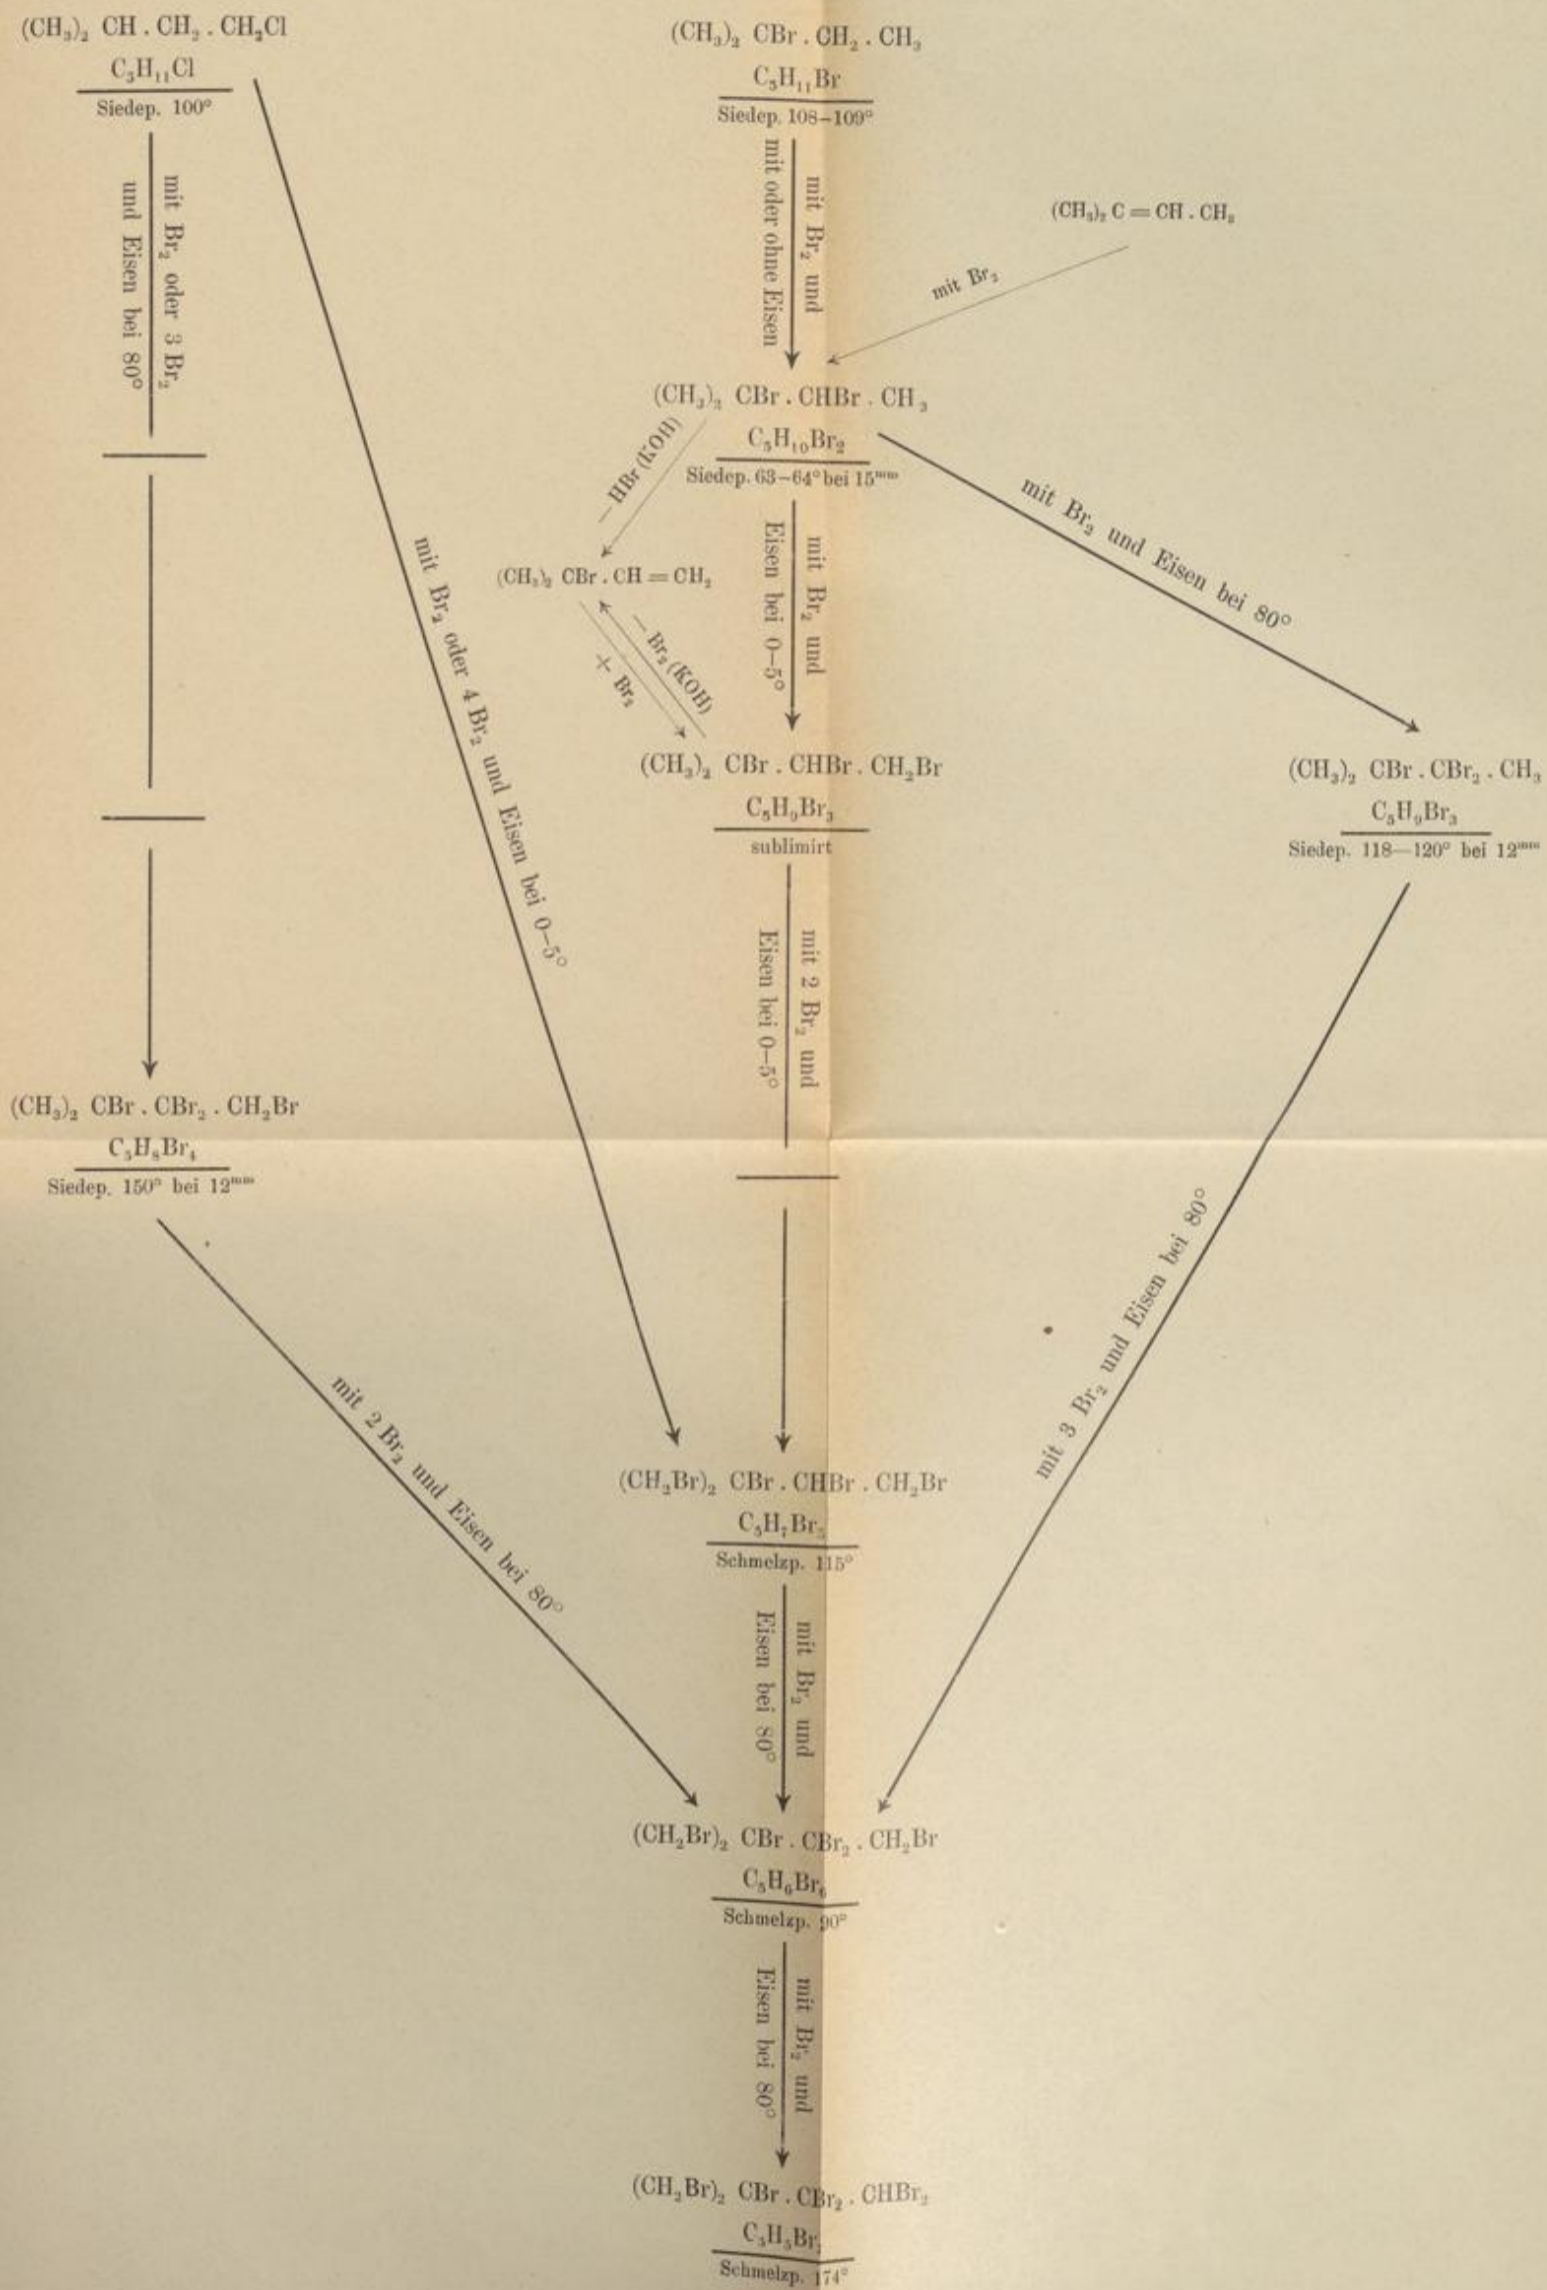 (CH₃)₂ CH . CH₂ . CH₂Cl
C₅H₁₁Cl
Siedep. 100°
mit Br₂ oder 3 Br₂
und Eisen bei 80°
(CH₃)₂ CBr . CH₂ . CH₃
C₅H₁₁Br
Siedep. 108–109°
mit Br₂ und
mit oder ohne Eisen
(CH₃)₂ C = CH . CH₃
mit Br₂
(CH₃)₂ CBr . CHBr . CH₃
C₅H₁₀Br₂
Siedep. 63–64° bei 15ᵐᵐ
— HBr (KOH)
mit Br₂ und
Eisen bei 0–5°
mit Br₂ und Eisen bei 80°
(CH₃)₂ CBr . CH = CH₂
— Br₂ (KOH)
+ Br₂
mit Br₂ oder 4 Br₂ und Eisen bei 0–5°
(CH₃)₂ CBr . CHBr . CH₂Br
C₅H₉Br₃
sublimirt
(CH₃)₂ CBr . CBr₂ . CH₃
C₅H₉Br₃
Siedep. 118—120° bei 12ᵐᵐ
mit 2 Br₂ und
Eisen bei 0–5°
(CH₃)₂ CBr . CBr₂ . CH₂Br
C₅H₈Br₄
Siedep. 150° bei 12ᵐᵐ
mit 2 Br₂ und Eisen bei 80°
mit 3 Br₂ und Eisen bei 80°
(CH₂Br)₂ CBr . CHBr . CH₂Br
C₅H₇Br₅
Schmelzp. 115°
mit Br₂ und
Eisen bei 80°
(CH₂Br)₂ CBr . CBr₂ . CH₂Br
C₅H₆Br₆
Schmelzp. 90°
mit Br₂ und
Eisen bei 80°
(CH₂Br)₂ CBr . CBr₂ . CHBr₂
C₅H₅Br₇
Schmelzp. 174°